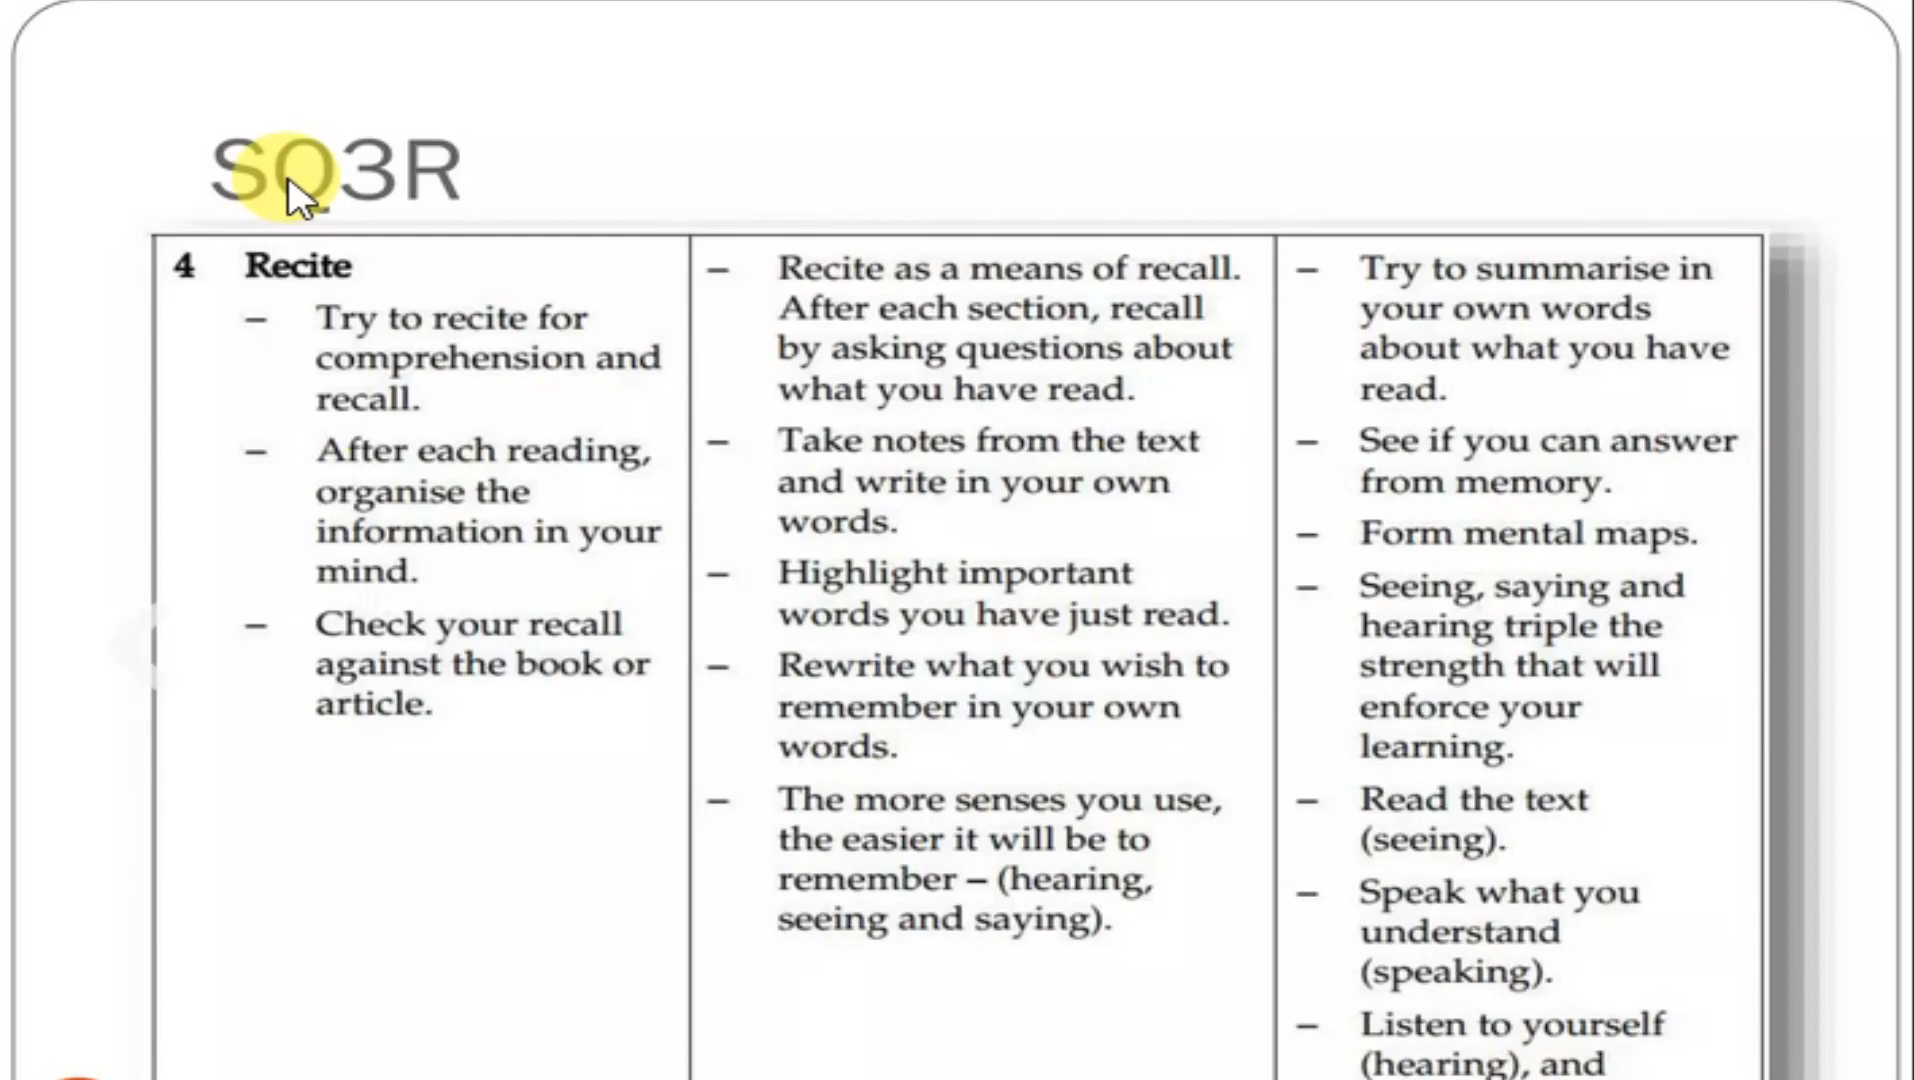 SQ3R
4 Recite
– Try to recite for
comprehension and
recall.
– After each reading,
organise the
information in your
mind.
– Check your recall
against the book or
article.
– Recite as a means of recall.
After each section, recall
by asking questions about
what you have read.
– Take notes from the text
and write in your own
words.
– Highlight important
words you have just read.
– Rewrite what you wish to
remember in your own
words.
– The more senses you use,
the easier it will be to
remember – (hearing,
seeing and saying).
– Try to summarise in
your own words
about what you have
read.
– See if you can answer
from memory.
– Form mental maps.
– Seeing, saying and
hearing triple the
strength that will
enforce your
learning.
– Read the text
(seeing).
– Speak what you
understand
(speaking).
– Listen to yourself
(hearing), and